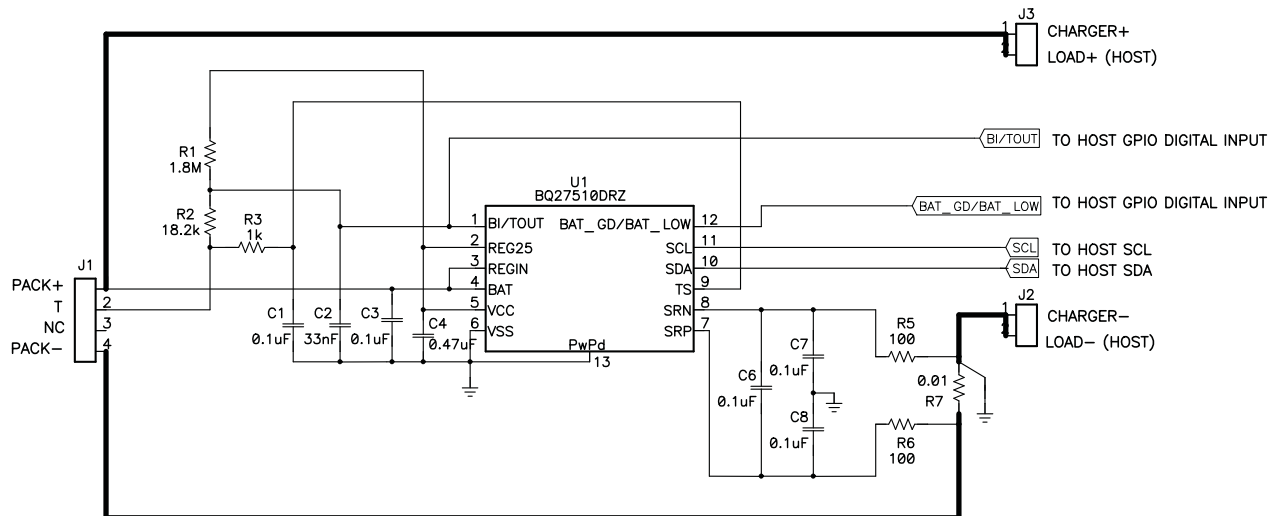 J3
1
CHARGER+
LOAD+ (HOST)
BI/TOUT TO HOST GPIO DIGITAL INPUT
R1
1.8M
U1
BQ27510DRZ
R2
18.2k
R3
1k
1 BI/TOUT BAT_GD/BAT_LOW 12
BAT_GD/BAT_LOW TO HOST GPIO DIGITAL INPUT
2 REG25 SCL 11
SCL TO HOST SCL
3 REGIN SDA 10
SDA TO HOST SDA
4 BAT TS 9
5 VCC SRN 8
6 VSS SRP 7
PwPd
13
J1
PACK+
T 2
NC 3
PACK- 4
C1
0.1uF
C2
33nF
C3
0.1uF
C4
0.47uF
J2
1
CHARGER-
LOAD- (HOST)
R5
100
C7
0.1uF
C6
0.1uF
0.01
R7
C8
0.1uF
R6
100